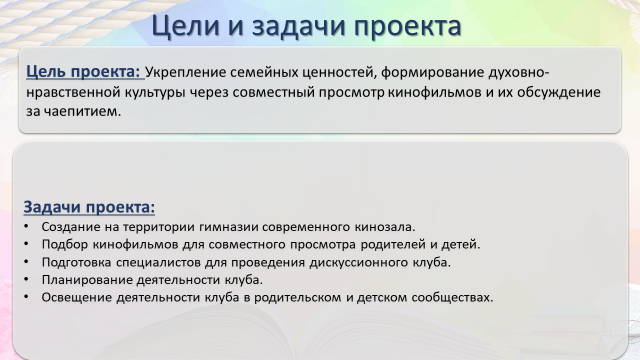 Цели и задачи проекта
Цель проекта: Укрепление семейных ценностей, формирование духовно-
нравственной культуры через совместный просмотр кинофильмов и их обсуждение
за чаепитием.
Задачи проекта:
• Создание на территории гимназии современного кинозала.
• Подбор кинофильмов для совместного просмотра родителей и детей.
• Подготовка специалистов для проведения дискуссионного клуба.
• Планирование деятельности клуба.
• Освещение деятельности клуба в родительском и детском сообществах.